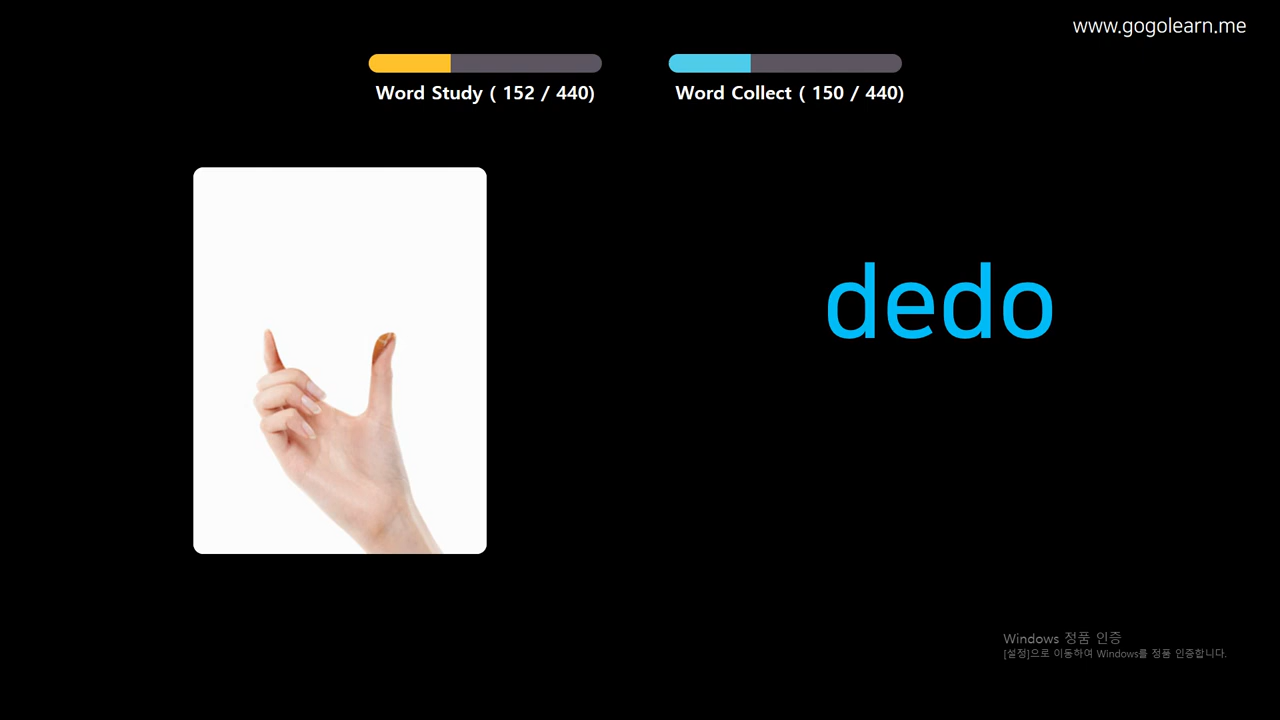 www.gogolearn.me
Word Study ( 152 / 440)
Word Collect ( 150 / 440)
dedo
Windows 정품 인증
[설정]으로 이동하여 Windows를 정품 인증합니다.